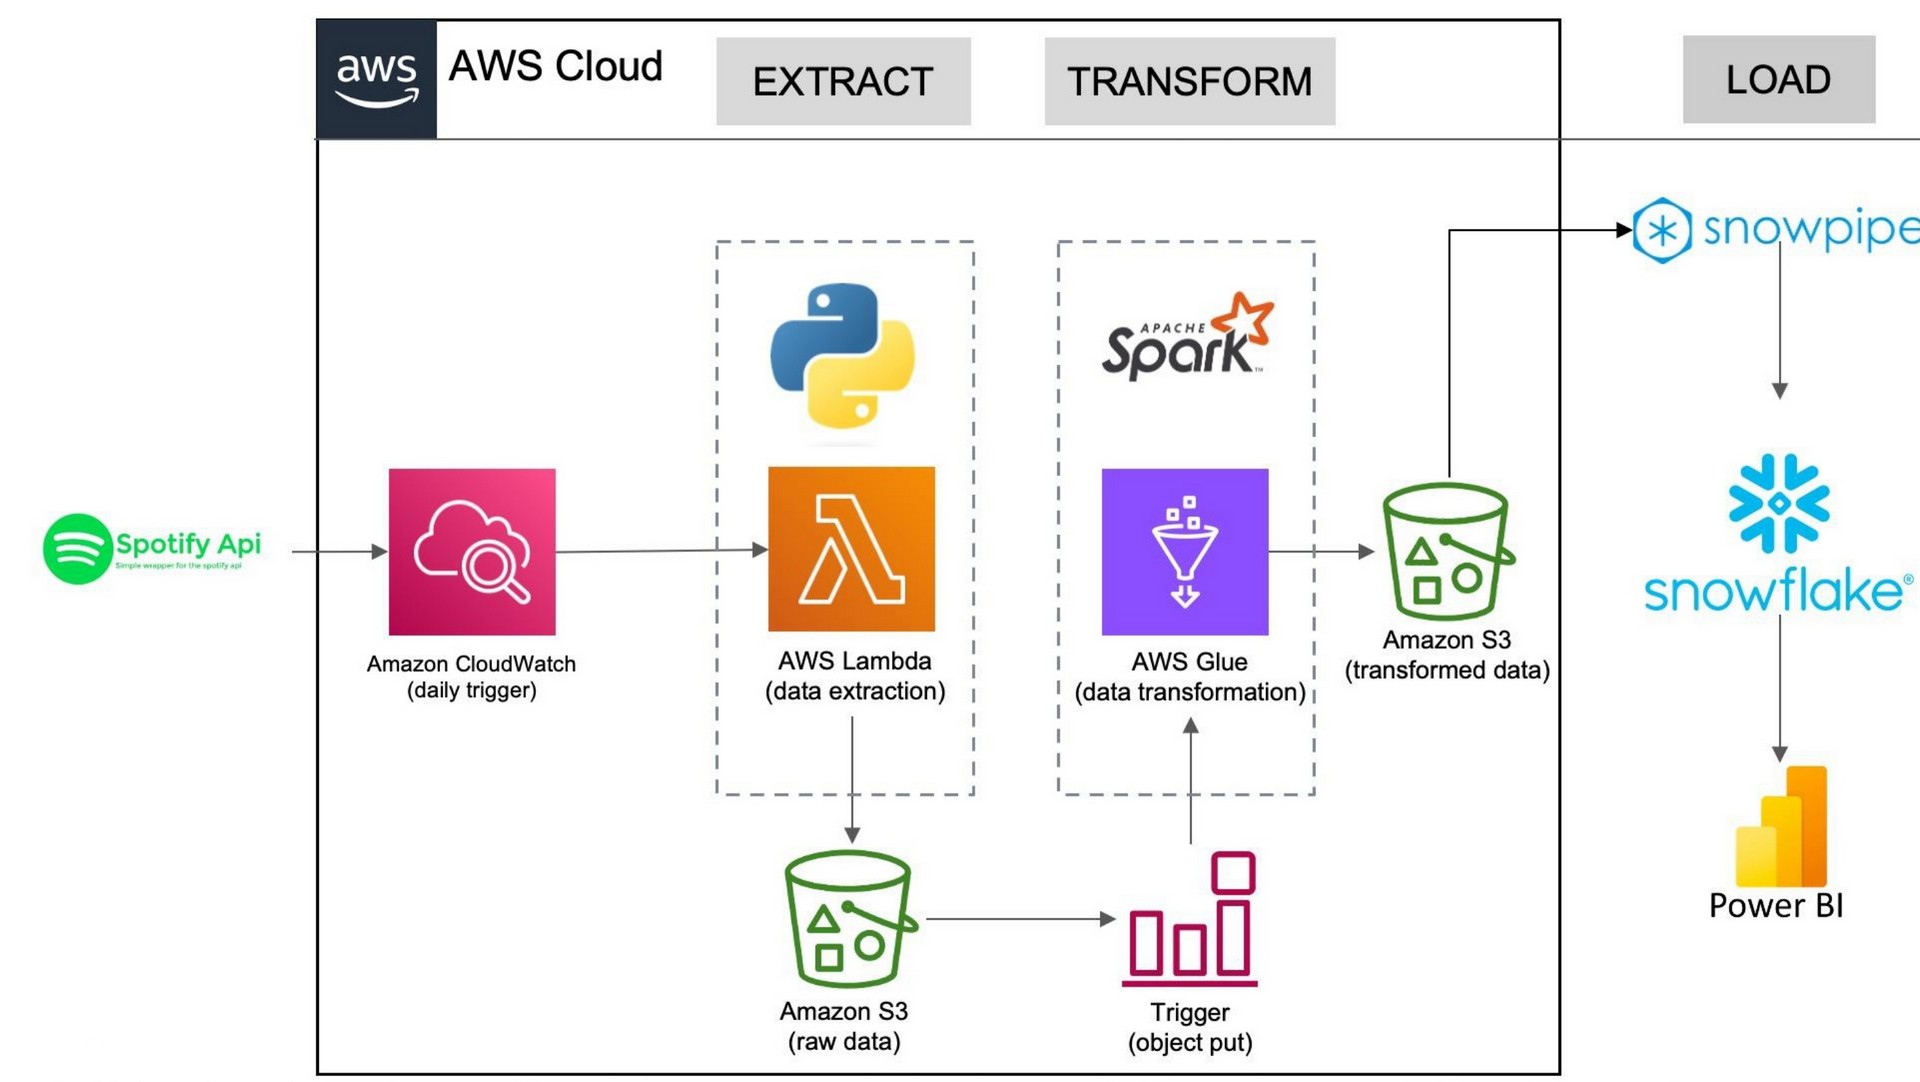 aws
AWS Cloud
EXTRACT
TRANSFORM
LOAD
snowpipe
APACHE
Spark™
Spotify Api
Simple wrapper for the spotify api
Amazon CloudWatch
(daily trigger)
AWS Lambda
(data extraction)
AWS Glue
(data transformation)
Amazon S3
(transformed data)
snowflake®
Power BI
Amazon S3
(raw data)
Trigger
(object put)